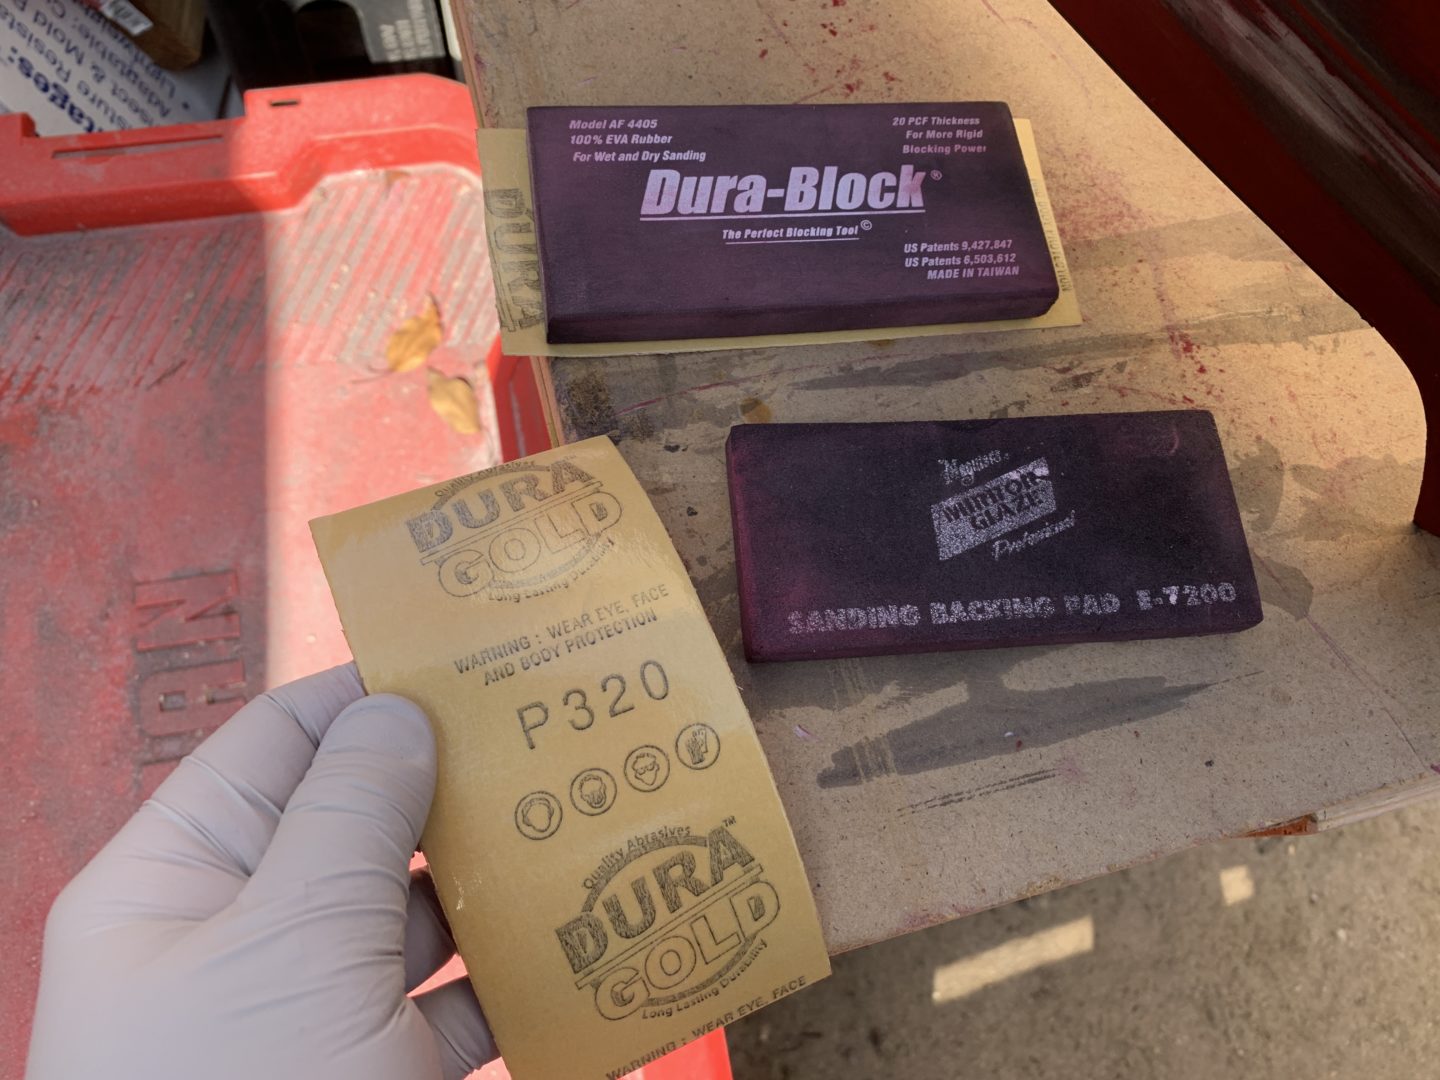 Model AF 4405
100% EVA Rubber
For Wet and Dry Sanding
20 PCF Thickness
For More Rigid
Blocking Power
Dura-Block®
The Perfect Blocking Tool©
US Patents 9,427,847
US Patents 6,503,612
MADE IN TAIWAN
DURA
Meguiar's
MIRROR
GLAZE
Professional
SANDING BACKING PAD E-7200
Quality Abrasives
DURA
GOLD
Long Lasting Durability
WARNING : WEAR EYE, FACE
AND BODY PROTECTION
P320
Quality Abrasives
DURA™
GOLD
Long Lasting Durability
WARNING : WEAR EYE, FACE